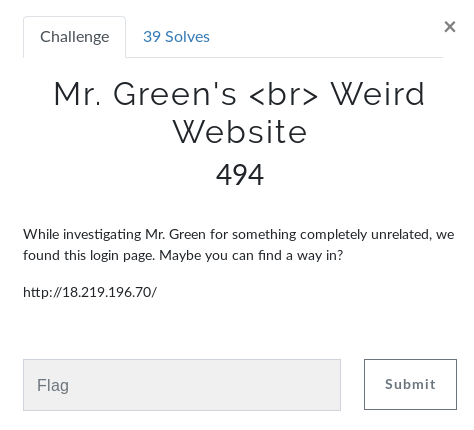 Challenge
39 Solves
×
Mr. Green's <br> Weird
Website
494
While investigating Mr. Green for something completely unrelated, we
found this login page. Maybe you can find a way in?
http://18.219.196.70/
Flag
Submit